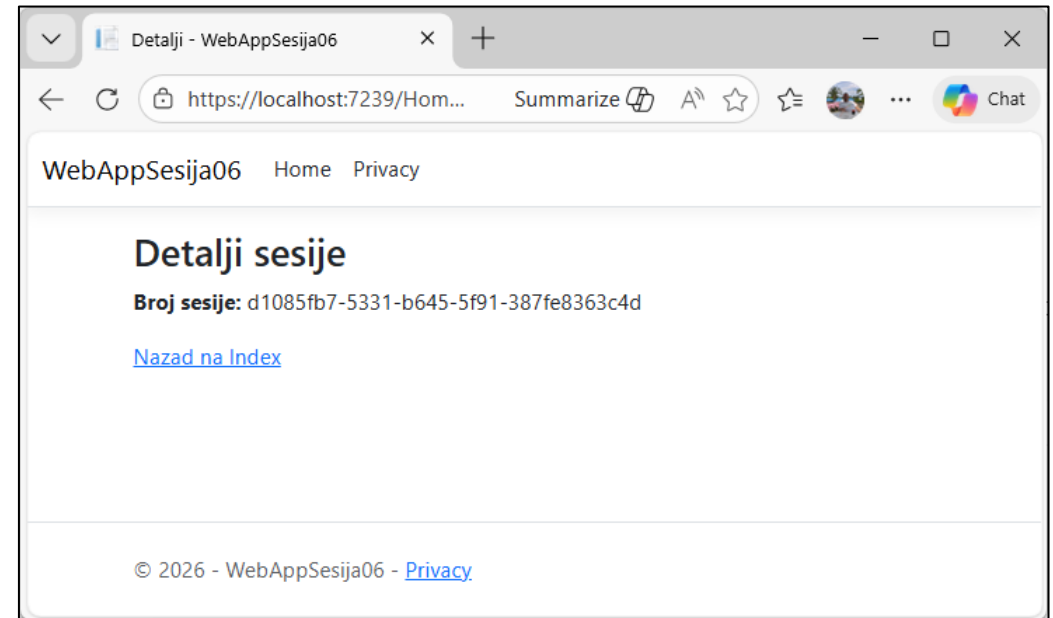 Detalji - WebAppSesija06
https://localhost:7239/Hom... Summarize Chat
WebAppSesija06 Home Privacy
Detalji sesije
Broj sesije: d1085fb7-5331-b645-5f91-387fe8363c4d
Nazad na Index
© 2026 - WebAppSesija06 - Privacy